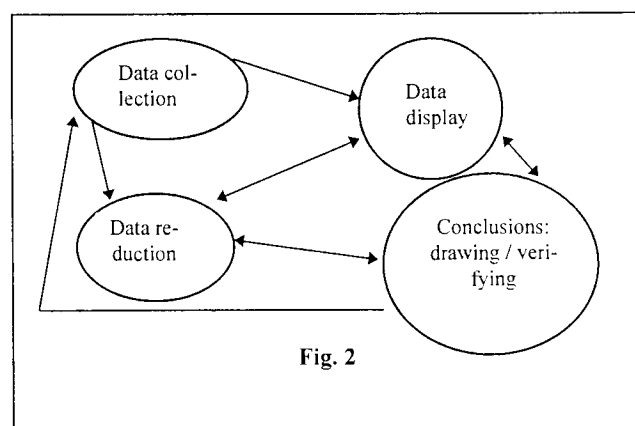 Data col-
lection
Data
display
Data re-
duction
Conclusions:
drawing / veri-
fying
Fig. 2